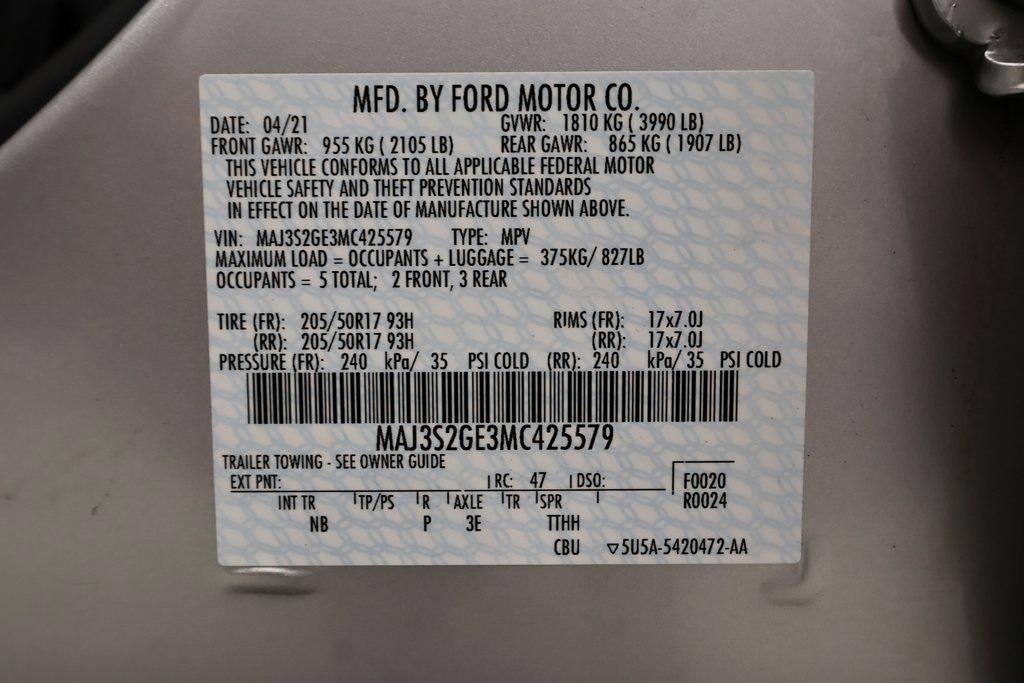 MFD. BY FORD MOTOR CO.
DATE: 04/21 GVWR: 1810 KG ( 3990 LB)
FRONT GAWR: 955 KG ( 2105 LB) REAR GAWR: 865 KG ( 1907 LB)
THIS VEHICLE CONFORMS TO ALL APPLICABLE FEDERAL MOTOR
VEHICLE SAFETY AND THEFT PREVENTION STANDARDS
IN EFFECT ON THE DATE OF MANUFACTURE SHOWN ABOVE.
VIN: MAJ3S2GE3MC425579 TYPE: MPV
MAXIMUM LOAD = OCCUPANTS + LUGGAGE = 375KG/ 827LB
OCCUPANTS = 5 TOTAL; 2 FRONT, 3 REAR
TIRE (FR): 205/50R17 93H RIMS (FR): 17x7.0J
(RR): 205/50R17 93H (RR): 17x7.0J
PRESSURE (FR): 240 kPa/ 35 PSI COLD (RR): 240 kPa/ 35 PSI COLD
MAJ3S2GE3MC425579
TRAILER TOWING - SEE OWNER GUIDE
EXT PNT: RC: 47 DSO: F0020
INT TR TP/PS R AXLE TR SPR R0024
NB P 3E TTHH
CBU ▽5U5A-5420472-AA